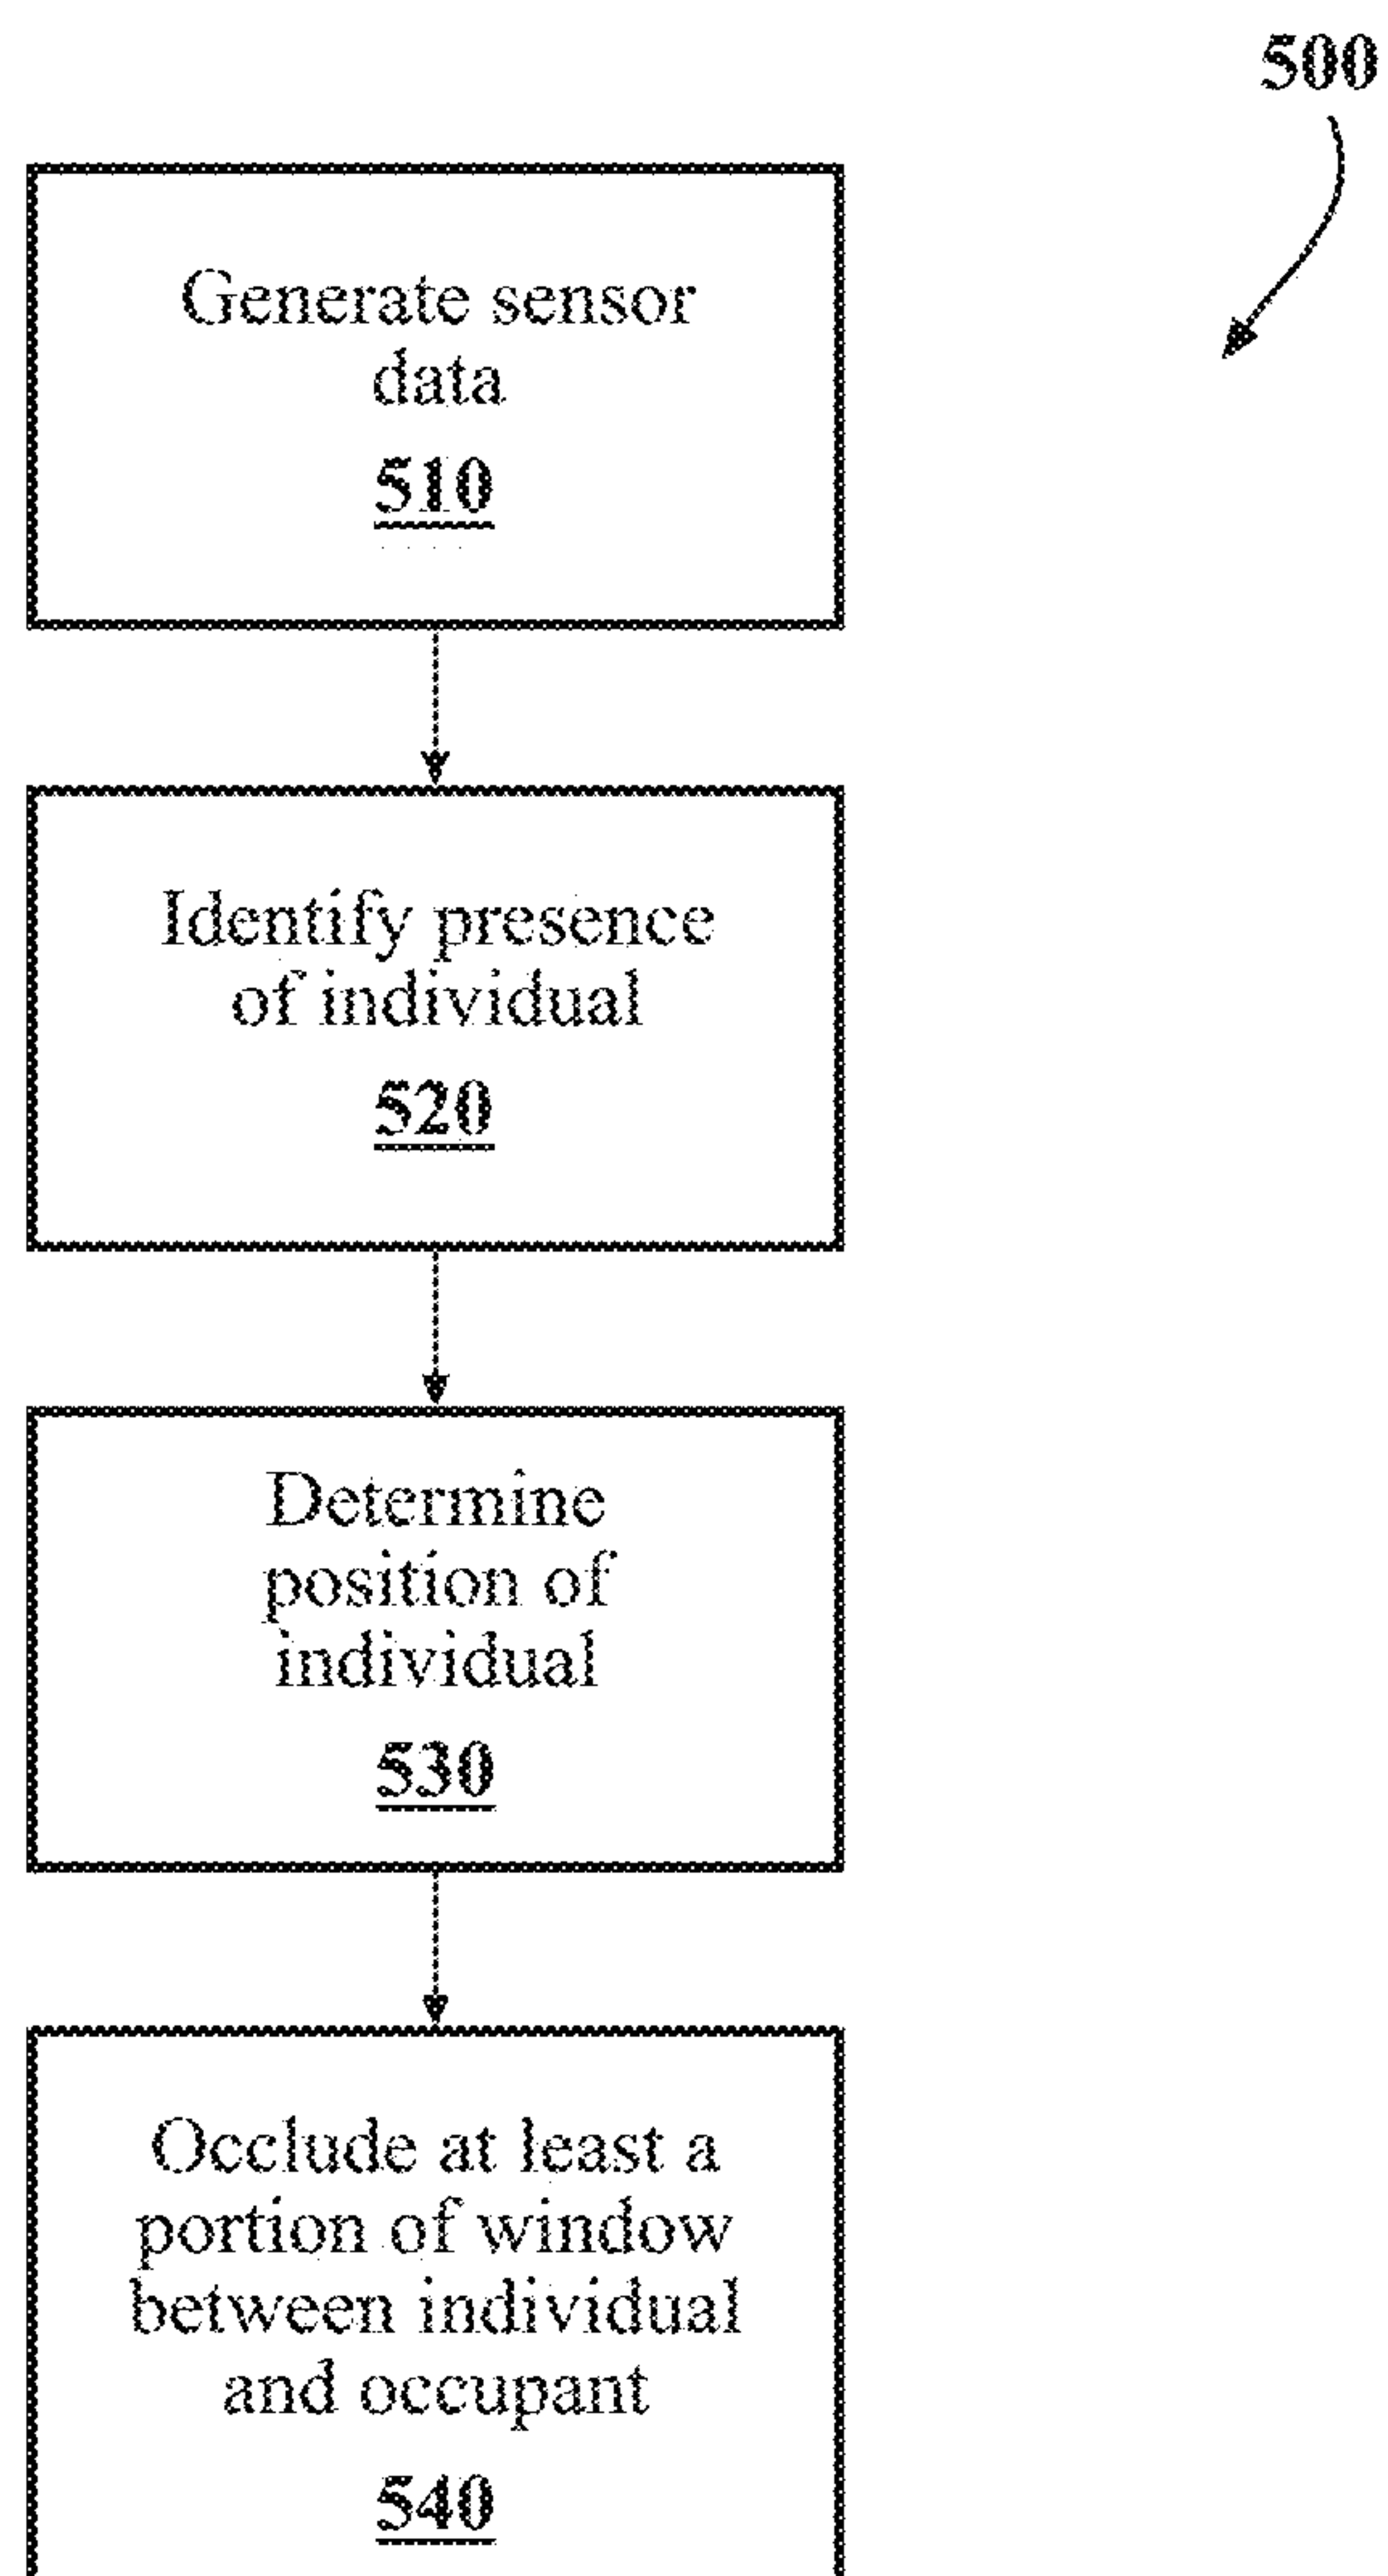 500
Generate sensor
data
510
Identify presence
of individual
520
Determine
position of
individual
530
Occlude at least a
portion of window
between individual
and occupant
540